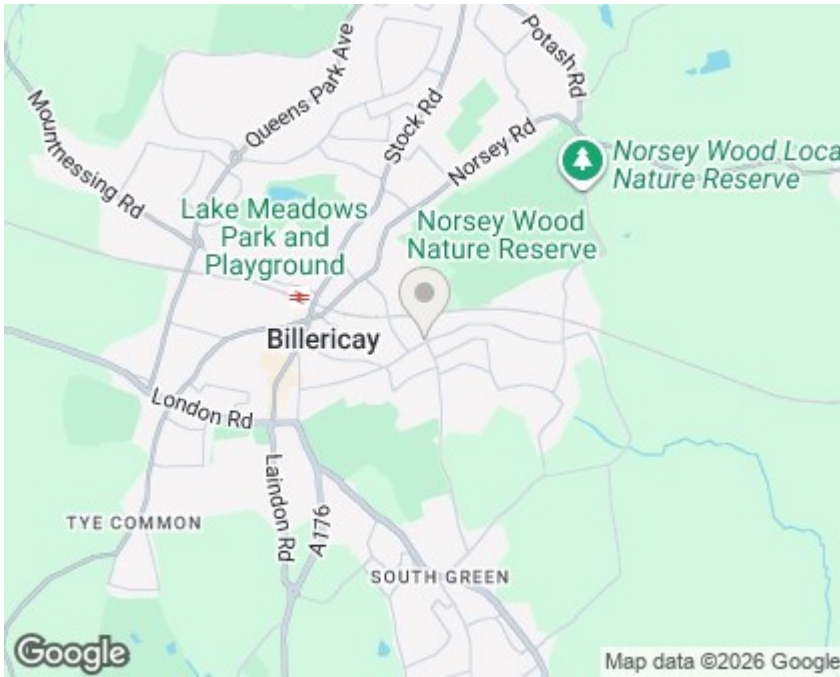 Potash Rd
Queens Park Ave
Stock Rd
Mountnessing Rd
Norsey Rd
Norsey Wood Loca
Nature Reserve
Lake Meadows
Park and
Playground
Norsey Wood
Nature Reserve
Billericay
London Rd
Laindon Rd
A176
TYE COMMON
SOUTH GREEN
Google
Map data ©2026 Google